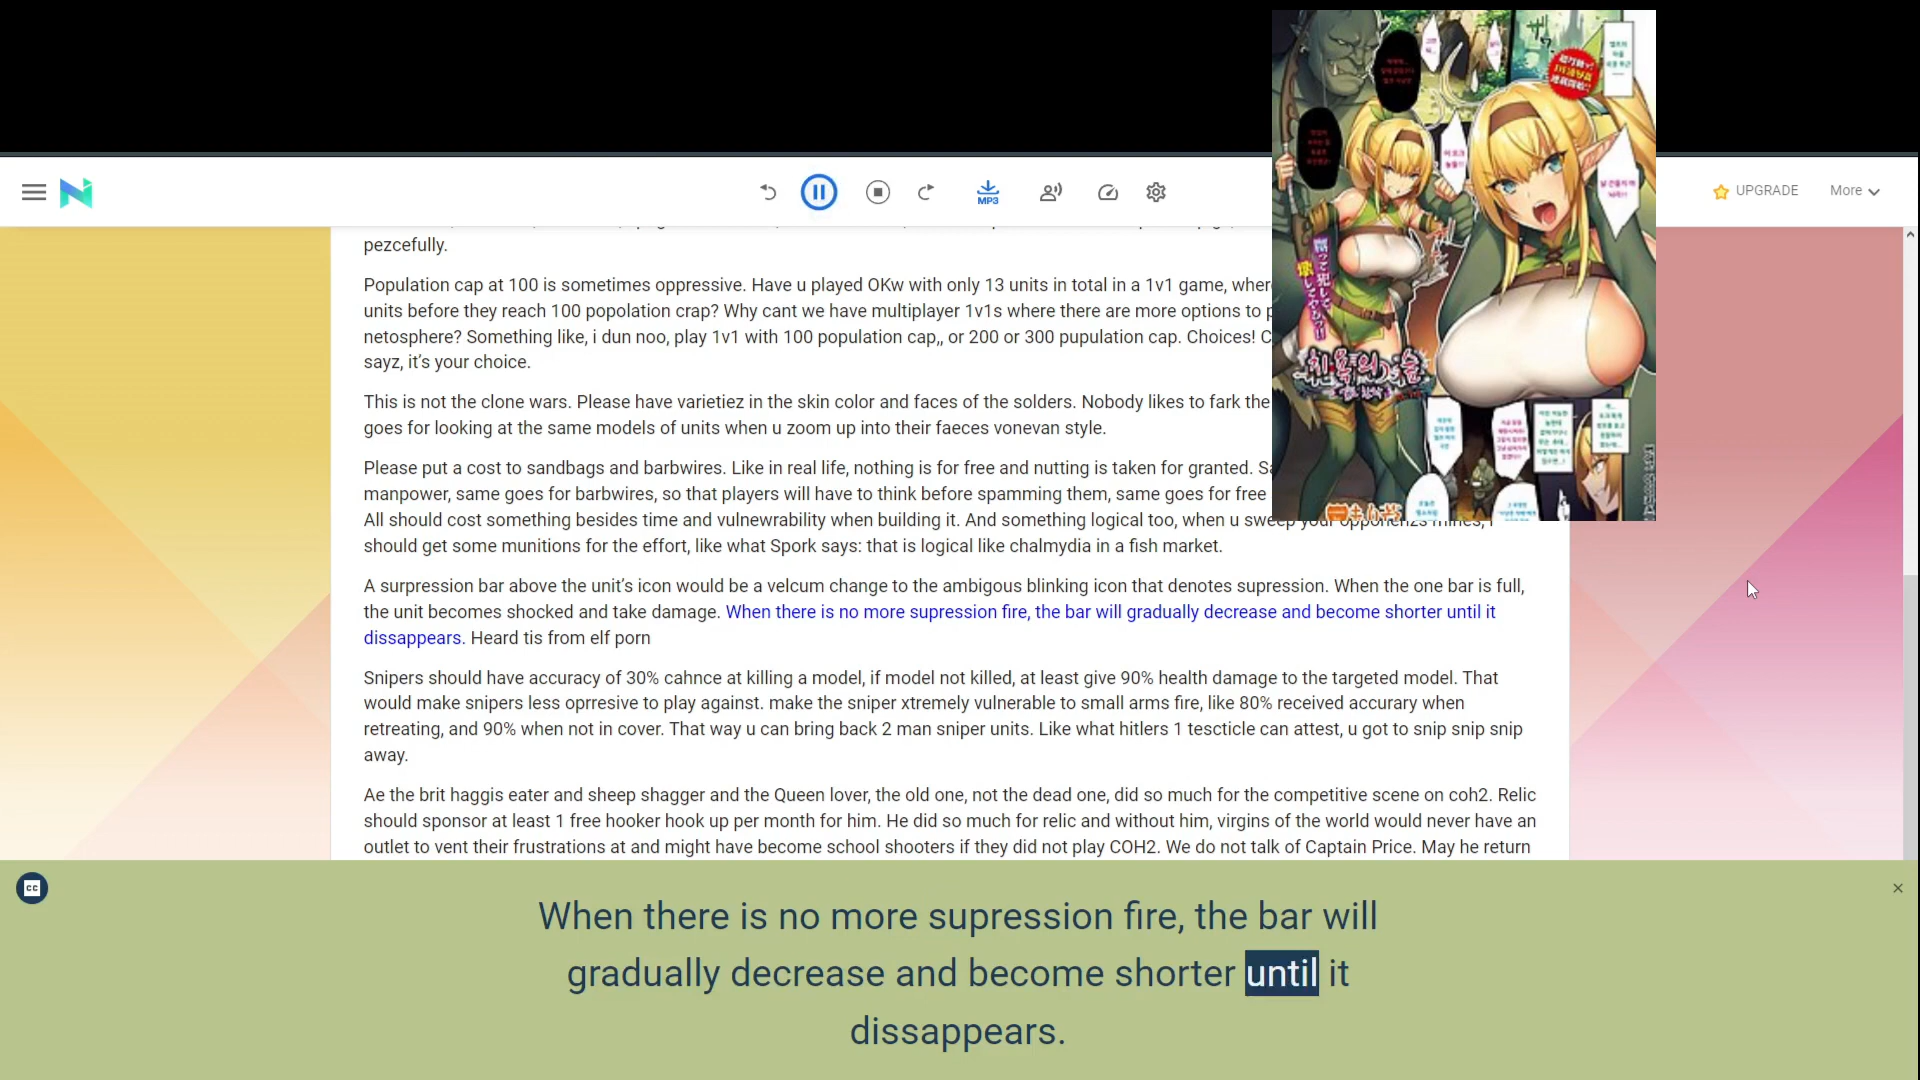 UPGRADE
More
MP3
pezcefully.
Population cap at 100 is sometimes oppressive. Have u played OKw with only 13 units in total in a 1v1 game, wher
units before they reach 100 popolation crap? Why cant we have multiplayer 1v1s where there are more options to p
netosphere? Something like, i dun noo, play 1v1 with 100 population cap,, or 200 or 300 pupulation cap. Choices! C
sayz, it's your choice.
This is not the clone wars. Please have varietiez in the skin color and faces of the solders. Nobody likes to fark the
goes for looking at the same models of units when u zoom up into their faeces vonevan style.
Please put a cost to sandbags and barbwires. Like in real life, nothing is for free and nutting is taken for granted. Sa
manpower, same goes for barbwires, so that players will have to think before spamming them, same goes for free
All should cost something besides time and vulnewrability when building it. And something logical too, when u sweep your opponenzs mines,
should get some munitions for the effort, like what Spork says: that is logical like chalmydia in a fish market.
A surpression bar above the unit's icon would be a velcum change to the ambigous blinking icon that denotes supression. When the one bar is full,
the unit becomes shocked and take damage. When there is no more supression fire, the bar will gradually decrease and become shorter until it
dissappears. Heard tis from elf porn
Snipers should have accuracy of 30% cahnce at killing a model, if model not killed, at least give 90% health damage to the targeted model. That
would make snipers less oprresive to play against. make the sniper xtremely vulnerable to small arms fire, like 80% received accurary when
retreating, and 90% when not in cover. That way u can bring back 2 man sniper units. Like what hitlers 1 tescticle can attest, u got to snip snip snip
away.
Ae the brit haggis eater and sheep shagger and the Queen lover, the old one, not the dead one, did so much for the competitive scene on coh2. Relic
should sponsor at least 1 free hooker hook up per month for him. He did so much for relic and without him, virgins of the world would never have an
outlet to vent their frustrations at and might have become school shooters if they did not play COH2. We do not talk of Captain Price. May he return
CC
When there is no more supression fire, the bar will
gradually decrease and become shorter until it
dissappears.